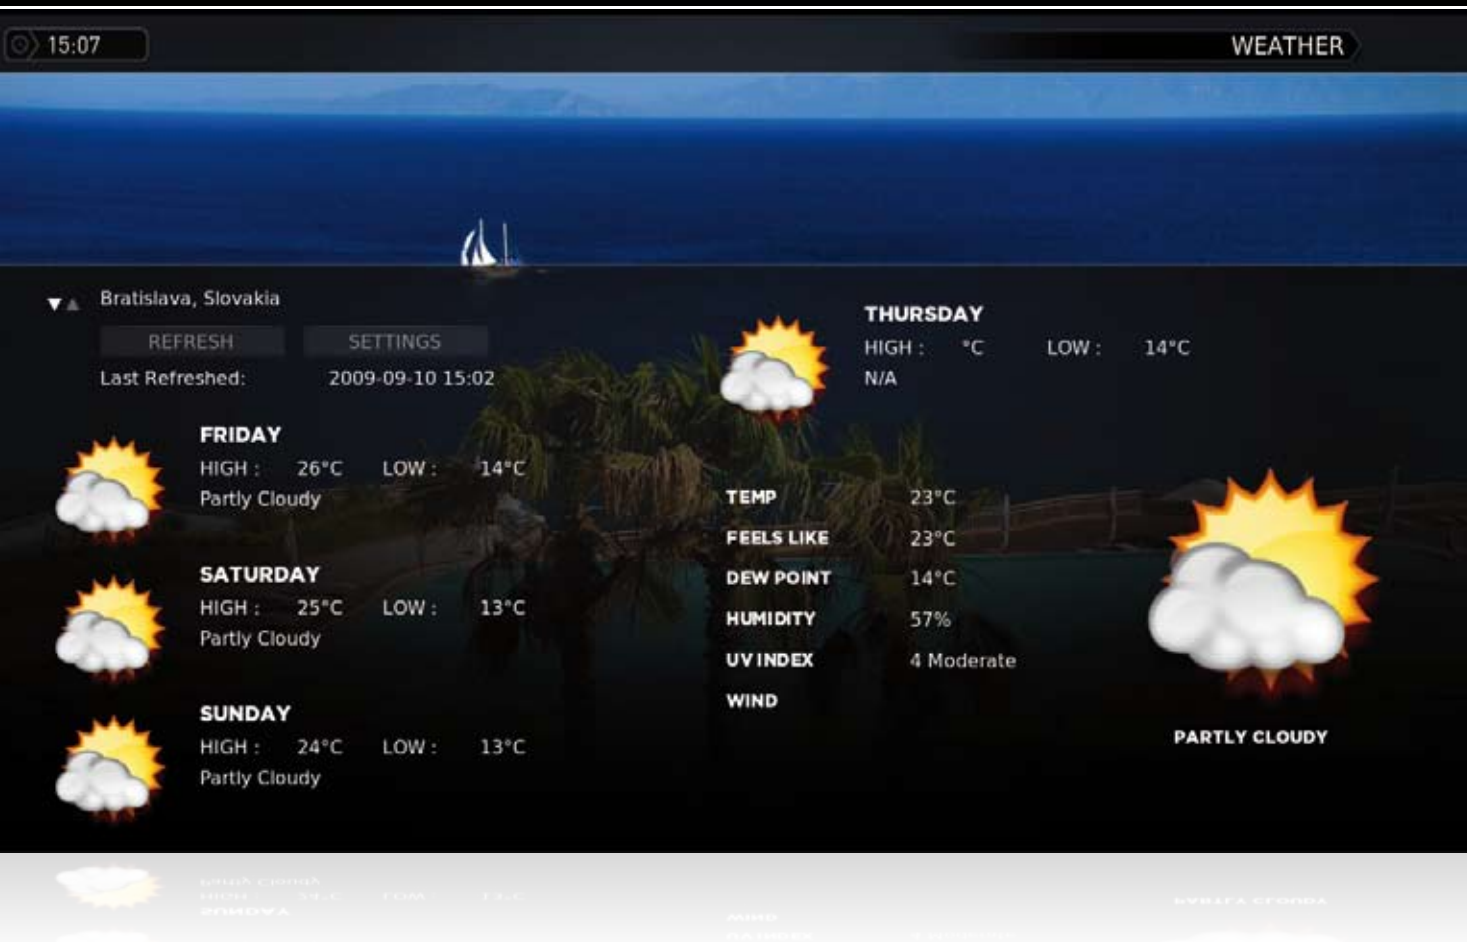 15:07
WEATHER
Bratislava, Slovakia
REFRESH SETTINGS
Last Refreshed: 2009-09-10 15:02
FRIDAY
HIGH : 26°C LOW : 14°C
Partly Cloudy
SATURDAY
HIGH : 25°C LOW : 13°C
Partly Cloudy
SUNDAY
HIGH : 24°C LOW : 13°C
Partly Cloudy
THURSDAY
HIGH : °C LOW : 14°C
N/A
TEMP 23°C
FEELS LIKE 23°C
DEW POINT 14°C
HUMIDITY 57%
UV INDEX 4 Moderate
WIND
PARTLY CLOUDY